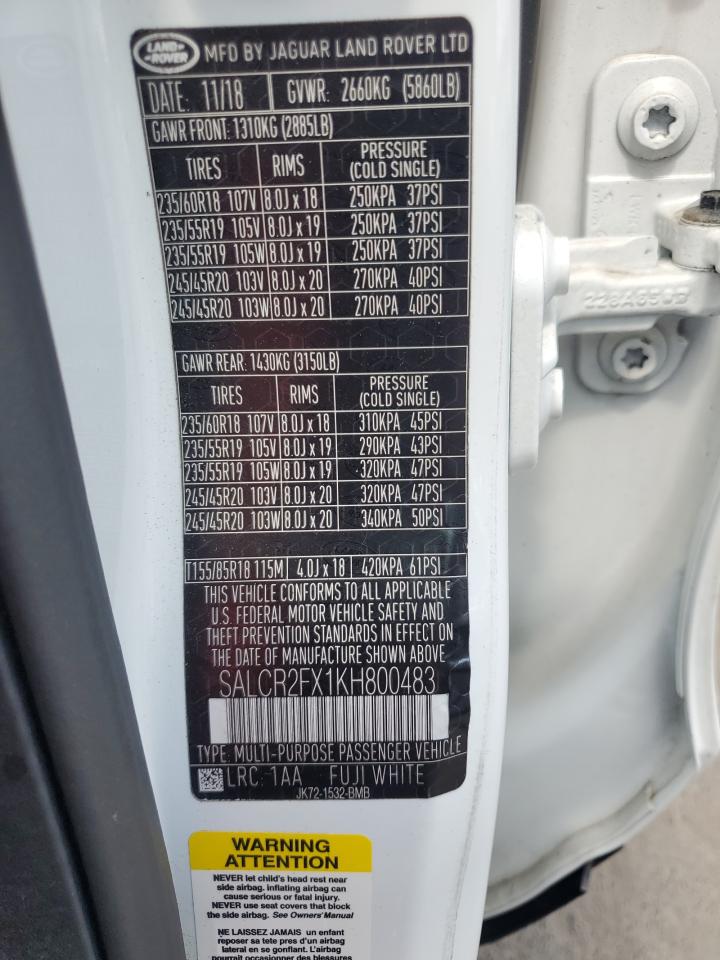 LAND ROVER MFD BY JAGUAR LAND ROVER LTD
DATE: 11/18 GVWR: 2660KG (5860LB)
GAWR FRONT: 1310KG (2885LB)
TIRES RIMS PRESSURE (COLD SINGLE)
235/60R18 107V 8.0J x 18 250KPA 37PSI
235/55R19 105V 8.0J x 19 250KPA 37PSI
235/55R19 105W 8.0J x 19 250KPA 37PSI
245/45R20 103V 8.0J x 20 270KPA 40PSI
245/45R20 103W 8.0J x 20 270KPA 40PSI
GAWR REAR: 1430KG (3150LB)
TIRES RIMS PRESSURE (COLD SINGLE)
235/60R18 107V 8.0J x 18 310KPA 45PSI
235/55R19 105V 8.0J x 19 290KPA 43PSI
235/55R19 105W 8.0J x 19 320KPA 47PSI
245/45R20 103V 8.0J x 20 320KPA 47PSI
245/45R20 103W 8.0J x 20 340KPA 50PSI
T155/85R18 115M 4.0J x 18 420KPA 61PSI
THIS VEHICLE CONFORMS TO ALL APPLICABLE
U.S. FEDERAL MOTOR VEHICLE SAFETY AND
THEFT PREVENTION STANDARDS IN EFFECT ON
THE DATE OF MANUFACTURE SHOWN ABOVE
SALCR2FX1KH800483
TYPE: MULTI-PURPOSE PASSENGER VEHICLE
LRC: 1AA FUJI WHITE
JK72-1532-BMB
WARNING
ATTENTION
NEVER let child's head rest near
side airbag. inflating airbag can
cause serious or fatal injury.
NEVER use seat covers that block
the side airbag. See Owners' Manual
NE LAISSEZ JAMAIS un enfant
reposer sa tete pres d'un airbag
lateral en se gonflant. L'airbag
pourrait occasionner des blessures